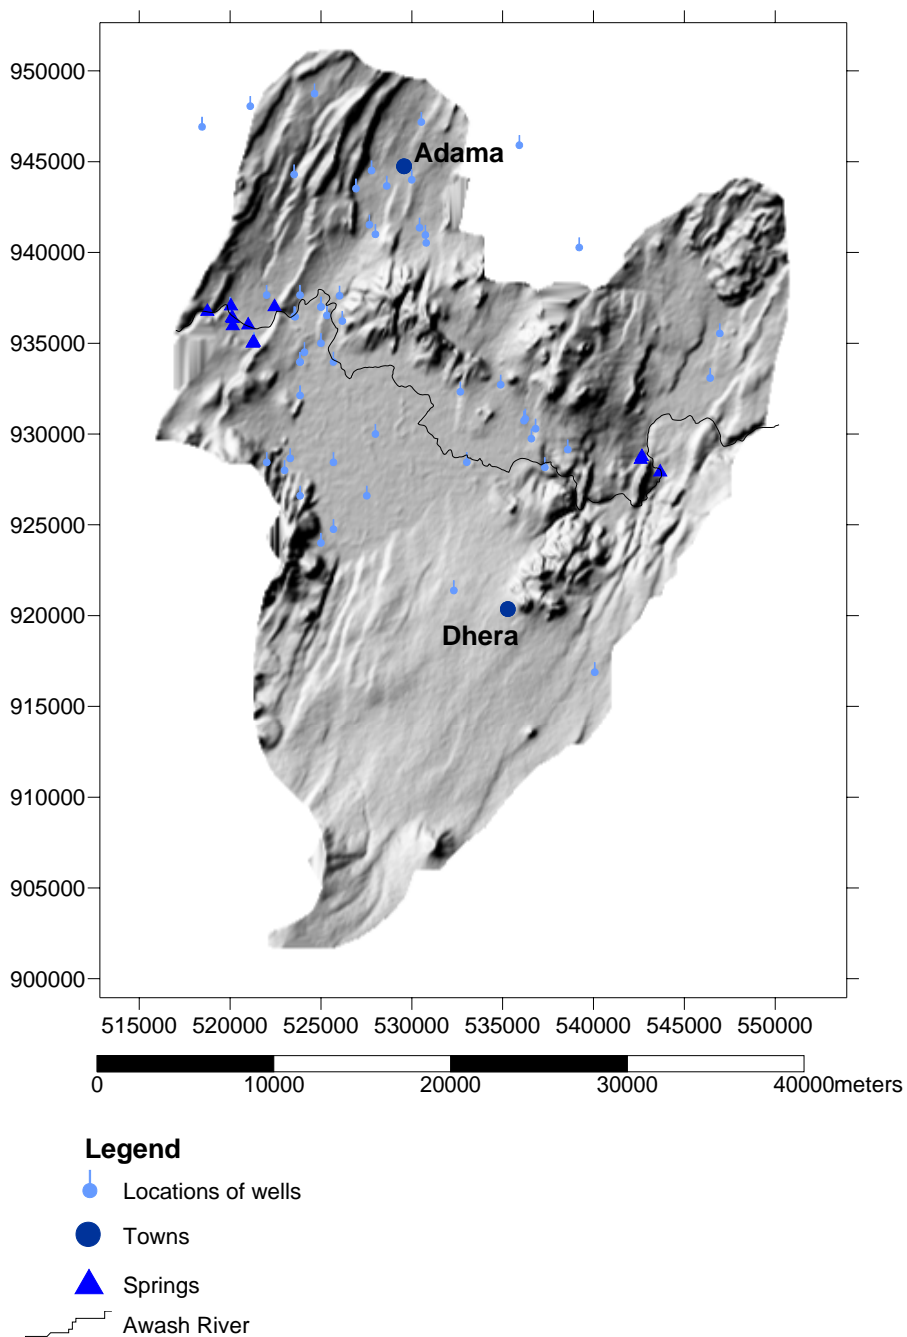 950000
945000
940000
935000
930000
925000
920000
915000
910000
905000
900000
Adama
Dhera
515000 520000 525000 530000 535000 540000 545000 550000
0 10000 20000 30000 40000meters
Legend
Locations of wells
Towns
Springs
Awash River